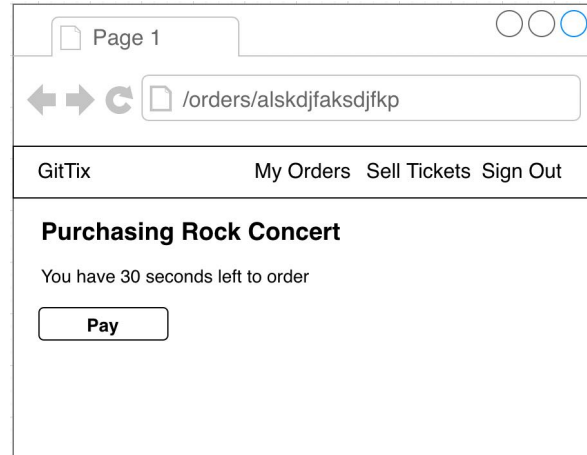 Page 1
/orders/alskdjfaksdjfkp
GitTix My Orders Sell Tickets Sign Out
Purchasing Rock Concert
You have 30 seconds left to order
Pay